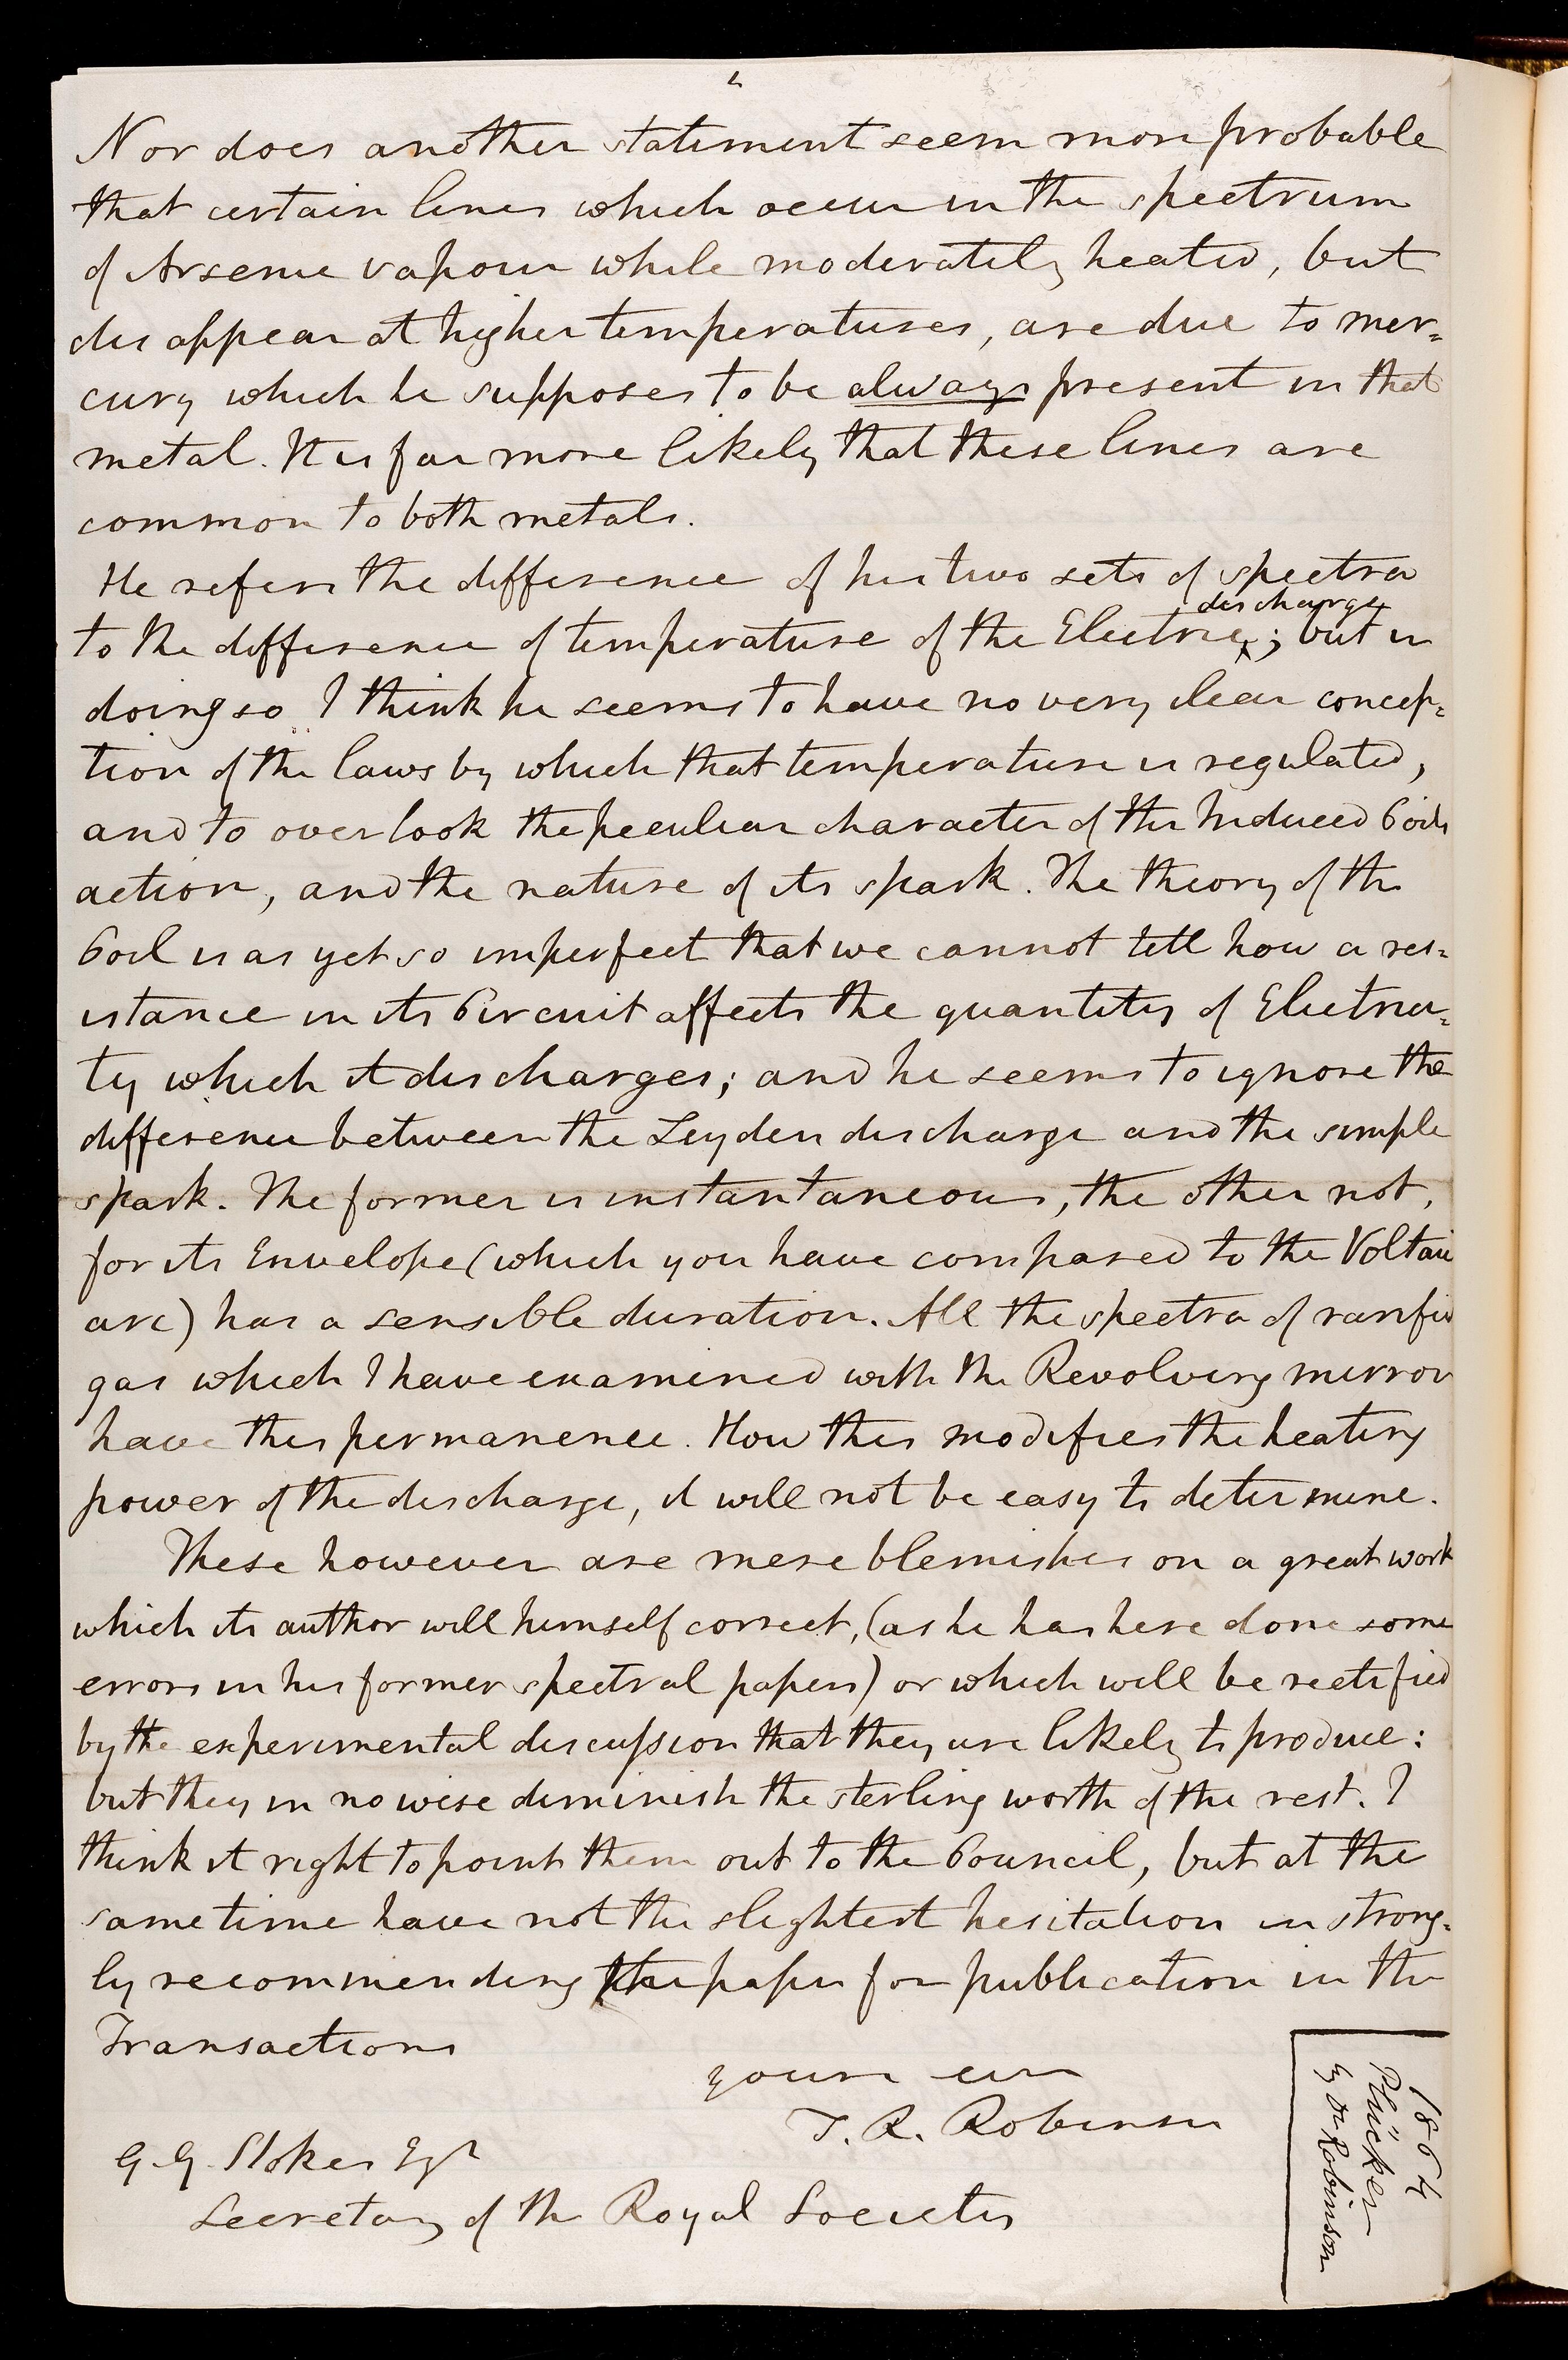 Nor does another statement seem more probable
that certain lines which occur in the spectrum
of Arsenic vapour while moderately heated, but
disappear at higher temperatures, are due to mer=
cury which he supposes to be always present in that
metal. It is far more likely that these lines are
common to both metals.
He refers the difference of his two sets of spectra
to the difference of temperature of the Electric discharge; but in
doing so I think he seems to have no very clear concep=
tion of the laws by which that temperature is regulated,
and to overlook the peculiar character of the Induced Coils
action, and the nature of its spark. The theory of the
Coil is as yet so imperfect that we cannot tell how a res=
istance in its Circuit affects the quantity of Electrici=
ty which it discharges; and he seems to ignore the
difference between the Leyden discharge and the simple
spark. The former is instantaneous, the other not,
for its Envelope (which you have compared to the Voltaic
arc) has a sensible duration. All the spectra of rarified
gas which I have examined with the Revolving mirror
have this permanence. How this modifies the heating
power of the discharge, it will not be easy to determine.
These however are mere blemishes on a great work
which its author will himself correct, (as he has here done some
errors in his former spectral papers) or which will be rectified
by the experimental discussion that they are likely to produce:
but they in no wise diminish the sterling worth of the rest. I
think it right to point them out to the Council, but at the
same time have not the slightest hesitation in strong=
ly recommending the paper for publication in the
Transactions
yours ever
T. R. Robinson
G. G. Stokes Esqr
Secretary of the Royal Society
1864
Plücker
by Dr Robinson